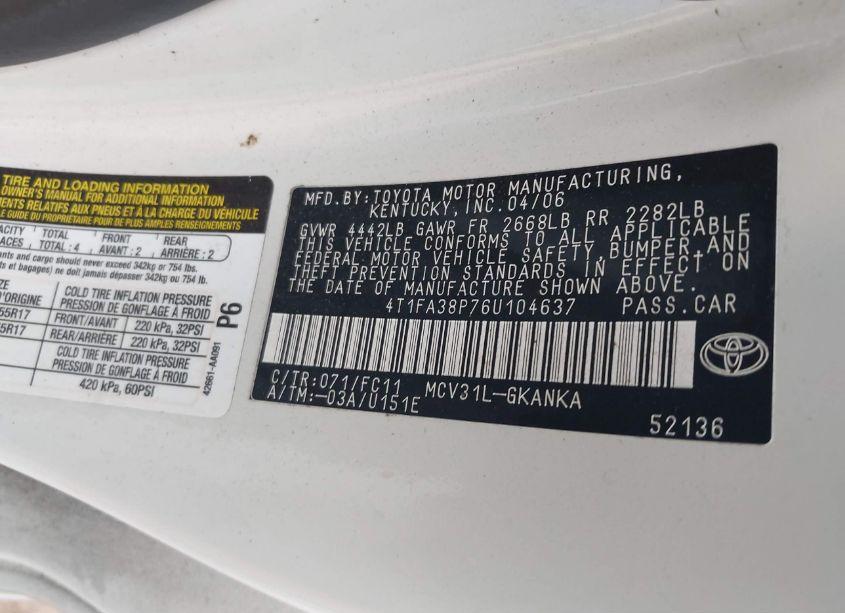 TIRE AND LOADING INFORMATION
OWNER'S MANUAL FOR ADDITIONAL INFORMATION
RELATIFS AUX PNEUS ET À LA CHARGE DU VÉHICULE
GUIDE DU PROPRIÉTAIRE POUR DE PLUS AMPLES
TOTAL FRONT REAR
TOTAL : 4 AVANT : 2 ARRIÈRE : 2
and cargo should never exceed 342kg or 754 lbs.
et bagages) ne doit jamais dépasser 342kg ou 754 lb.
COLD TIRE INFLATION PRESSURE
D'ORIGINE PRESSION DE GONFLAGE À FROID
55R17 FRONT/AVANT 220 kPa, 32PSI
55R17 REAR/ARRIÈRE 220 kPa, 32PSI
COLD TIRE INFLATION PRESSURE
PRESSION DE GONFLAGE À FROID
420 kPa, 60PSI
P6
42661-AA091
MFD.BY:TOYOTA MOTOR MANUFACTURING,
KENTUCKY,INC.04/06
GVWR 4442LB GAWR FR 2668LB RR 2282LB
THIS VEHICLE CONFORMS TO ALL APPLICABLE
FEDERAL MOTOR VEHICLE SAFETY,BUMPER,AND
THEFT PREVENTION STANDARDS IN EFFECT ON
THE DATE OF MANUFACTURE SHOWN ABOVE.
4T1FA38P76U104637 PASS.CAR
C/TR:071/FC11 MCV31L-GKANKA
A/TM:-03A/U151E
52136